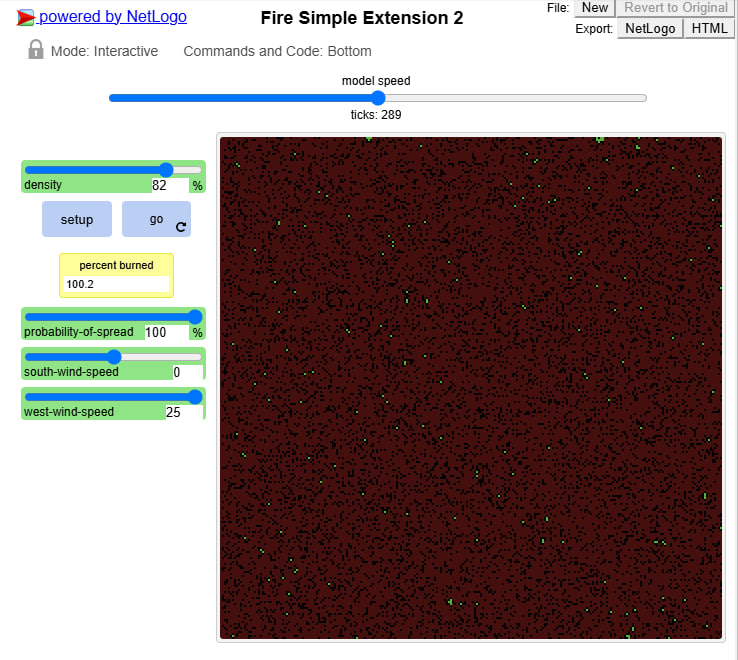 powered by NetLogo
Fire Simple Extension 2
File: New Revert to Original
Export: NetLogo HTML
Mode: Interactive Commands and Code: Bottom
model speed
ticks: 289
density 82 %
setup go
percent burned
100.2
probability-of-spread 100 %
south-wind-speed 0
west-wind-speed 25